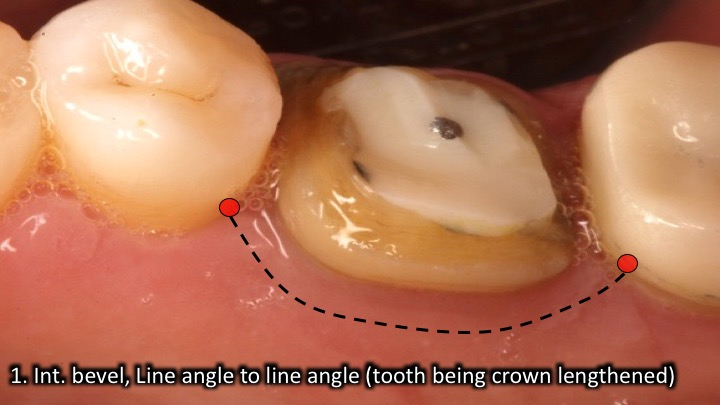 1. Int. bevel, Line angle to line angle (tooth being crown lengthened)